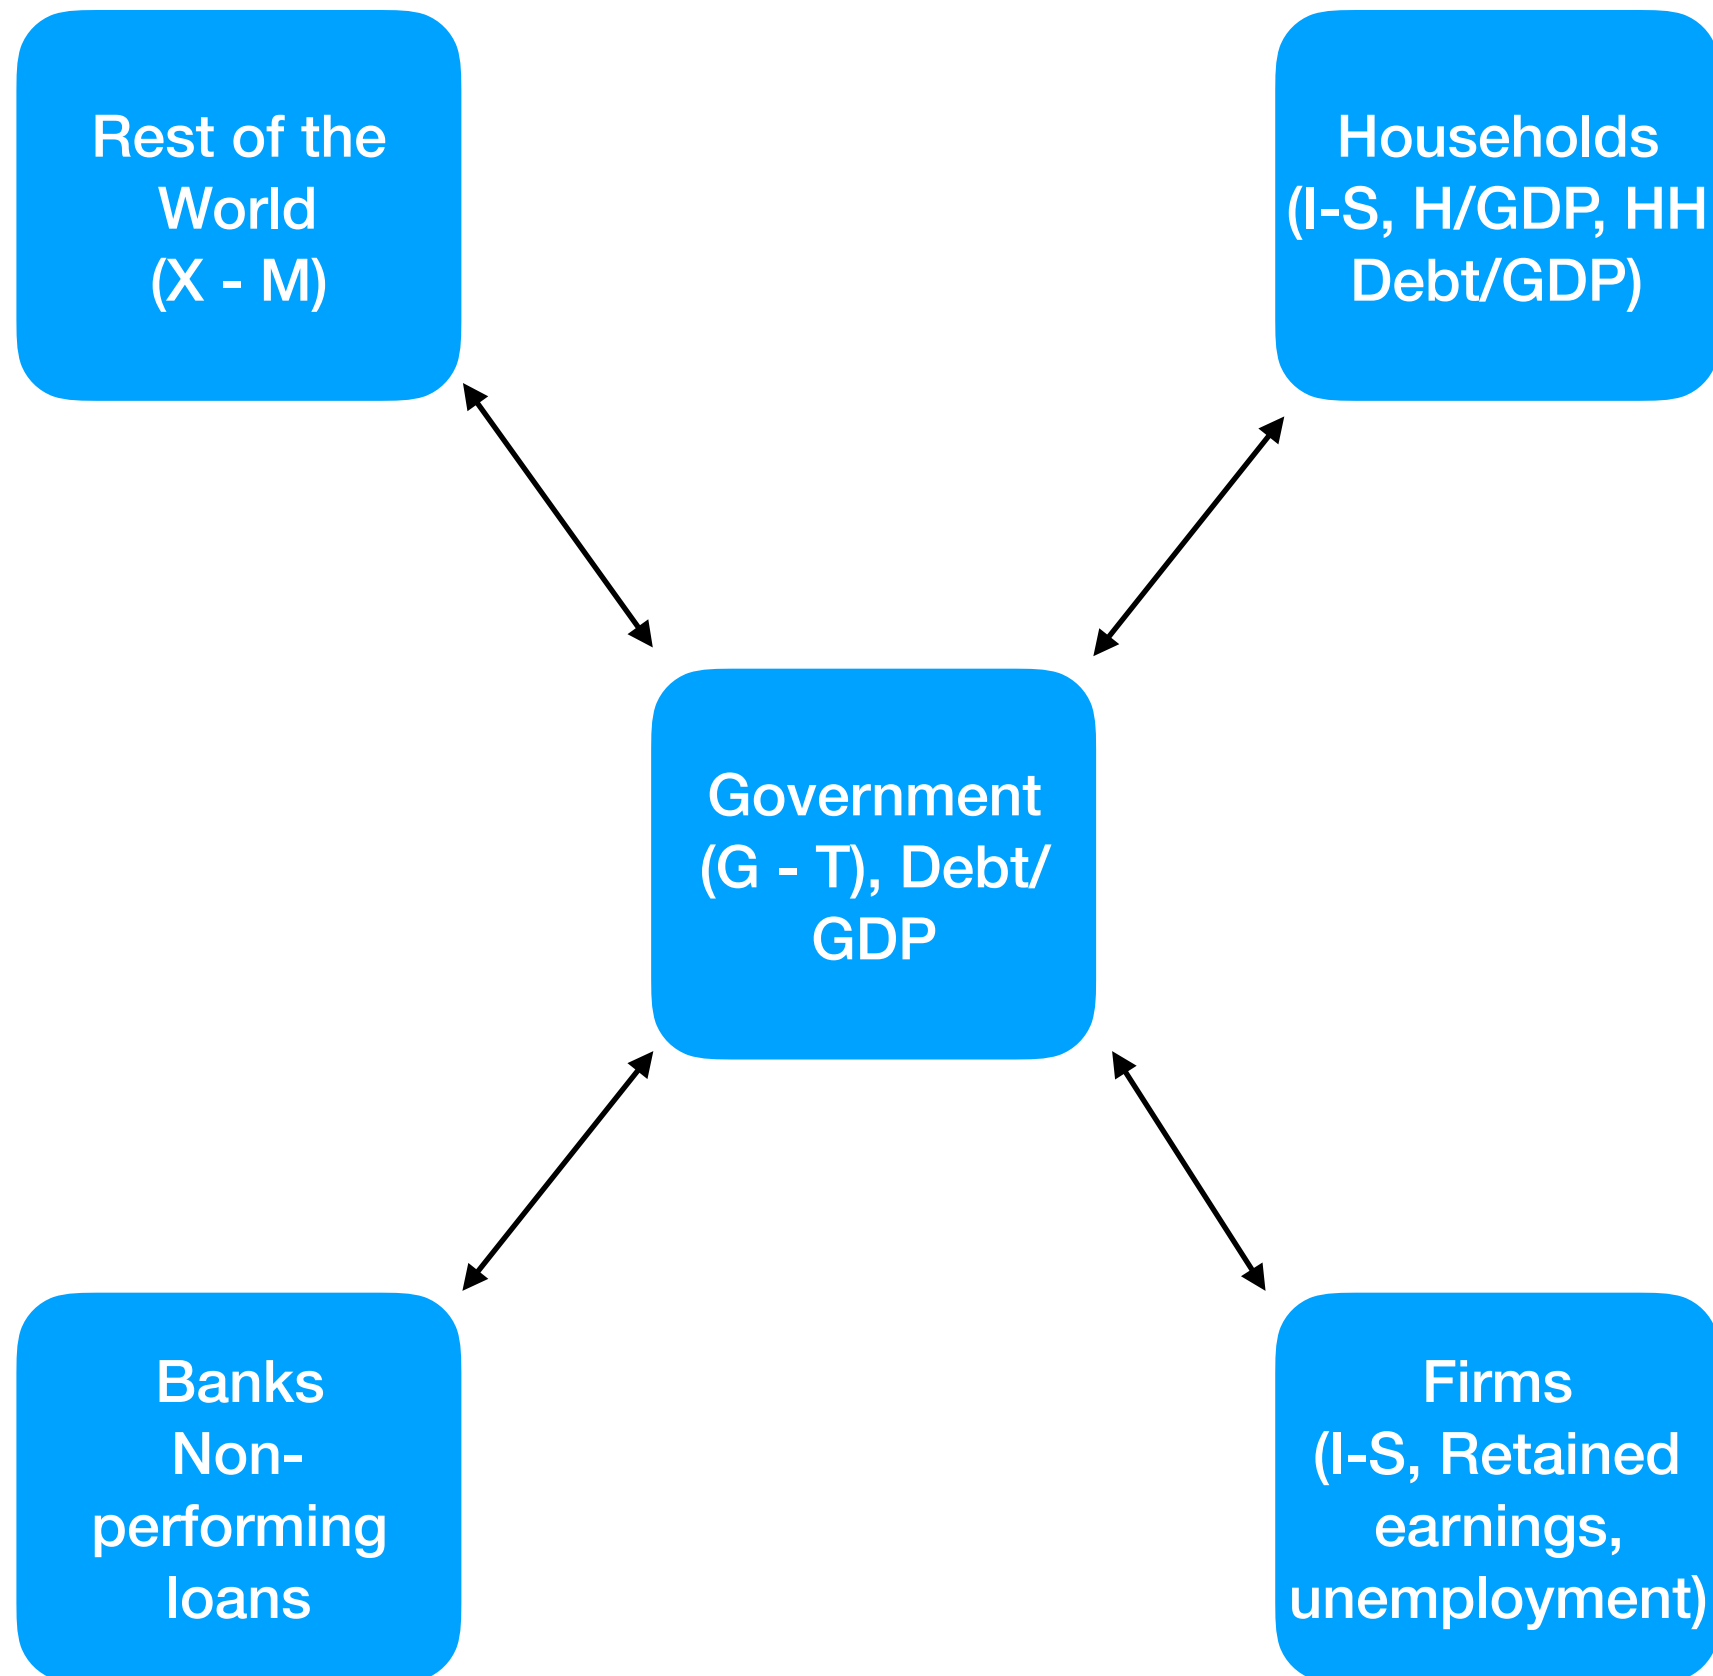 Rest of the
World
(X - M)
Households
(I-S, H/GDP, HH
Debt/GDP)
Government
(G - T), Debt/
GDP
Banks
Non-
performing
loans
Firms
(I-S, Retained
earnings,
unemployment)